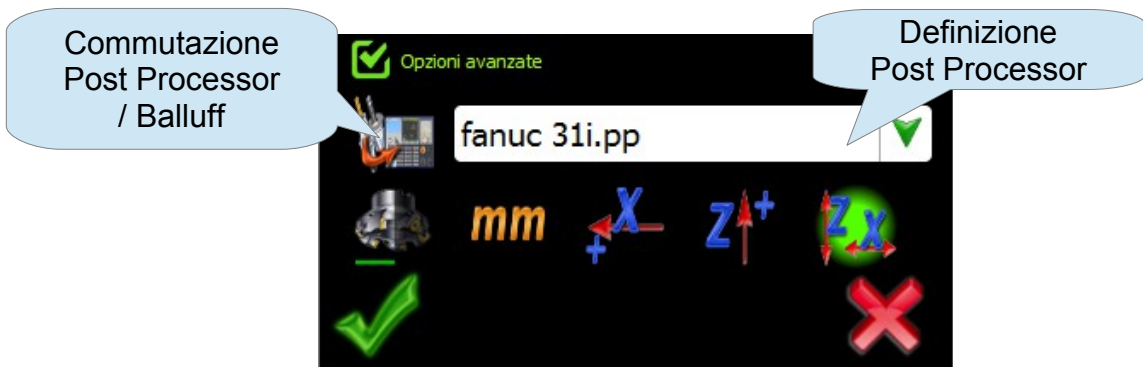 Commutazione
Post Processor
/ Balluff
Definizione
Post Processor
Opzioni avanzate
fanuc 31i.pp
mm
X
+
Z+
Z X